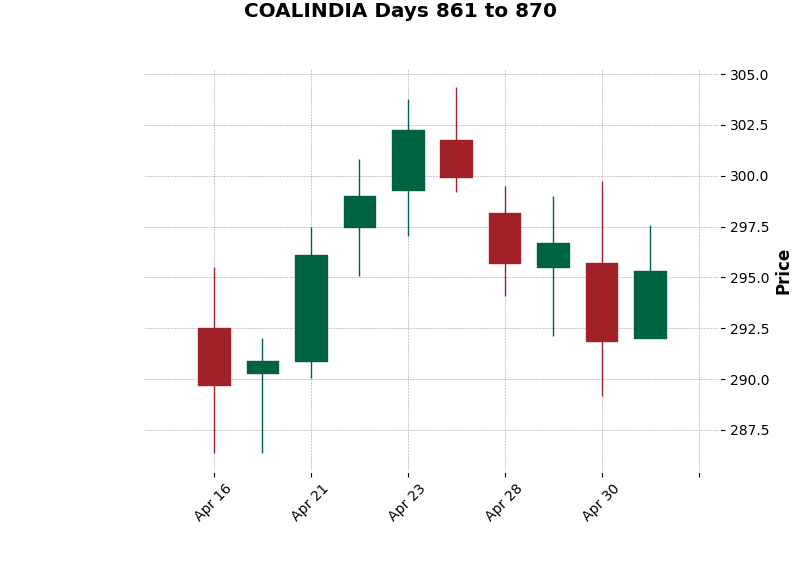 COALINDIA Days 861 to 870
305.0
302.5
300.0
297.5
295.0
292.5
290.0
287.5
Price
Apr 16
Apr 21
Apr 23
Apr 28
Apr 30